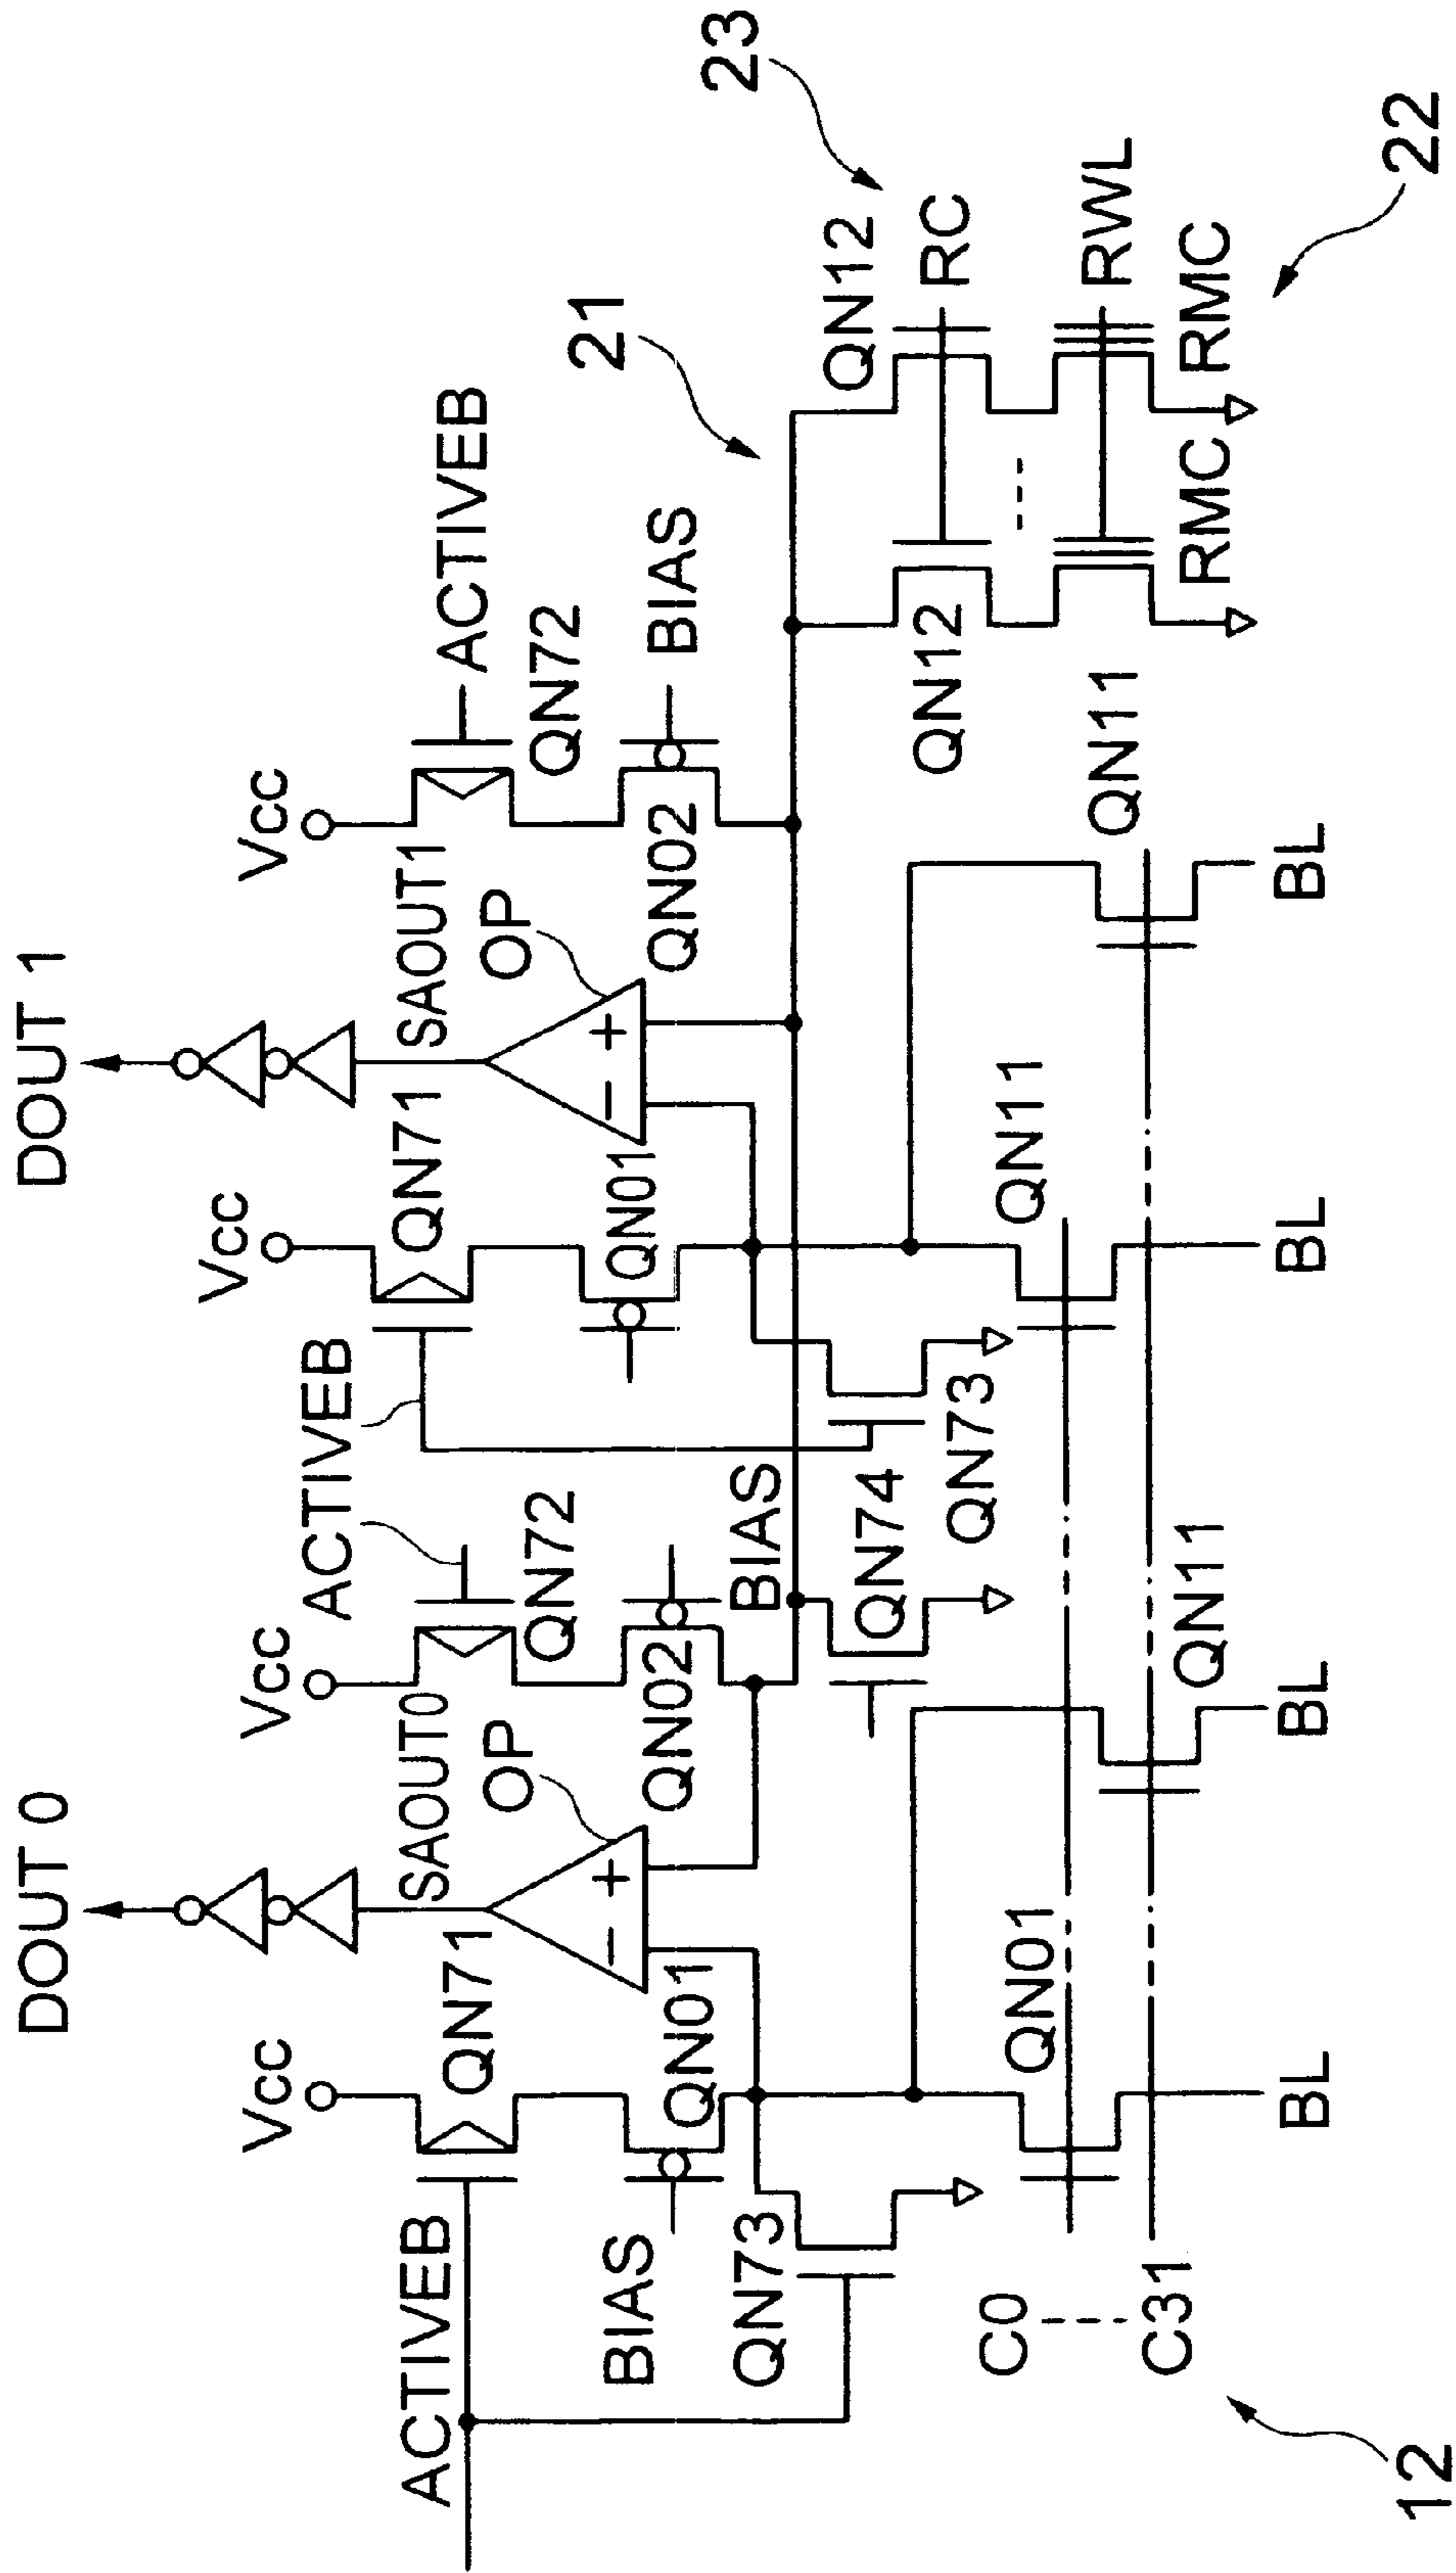 DOUT 0
DOUT 1
Vcc
Vcc
Vcc
Vcc
ACTIVEB
QN71
SAOUT0
OP
QN72
ACTIVEB
QN71
SAOUT1
OP
QN72
ACTIVEB
BIAS
QN01
QN02
BIAS
QN01
QN02
BIAS
21
23
QN73
QN74
QN73
QN12
QN12
RC
RWL
RMC
RMC
22
C0
C31
QN01
QN11
QN11
QN11
BL
BL
BL
BL
12
+
−
+
−